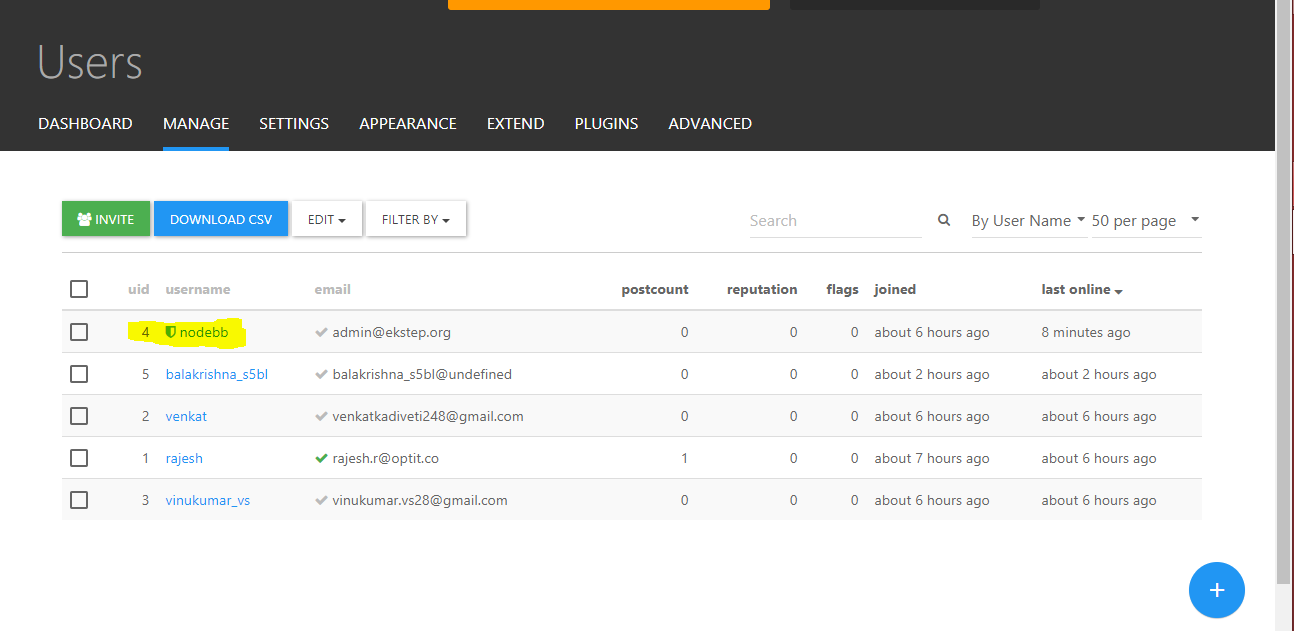 Users
DASHBOARD MANAGE SETTINGS APPEARANCE EXTEND PLUGINS ADVANCED
INVITE DOWNLOAD CSV EDIT FILTER BY Search By User Name 50 per page
uid username email postcount reputation flags joined last online
4 nodebb admin@ekstep.org 0 0 0 about 6 hours ago 8 minutes ago
5 balakrishna_s5bl balakrishna_s5bl@undefined 0 0 0 about 2 hours ago about 2 hours ago
2 venkat venkatkadiveti248@gmail.com 0 0 0 about 6 hours ago about 6 hours ago
1 rajesh rajesh.r@optit.co 1 0 0 about 7 hours ago about 6 hours ago
3 vinukumar_vs vinukumar.vs28@gmail.com 0 0 0 about 6 hours ago about 6 hours ago
+